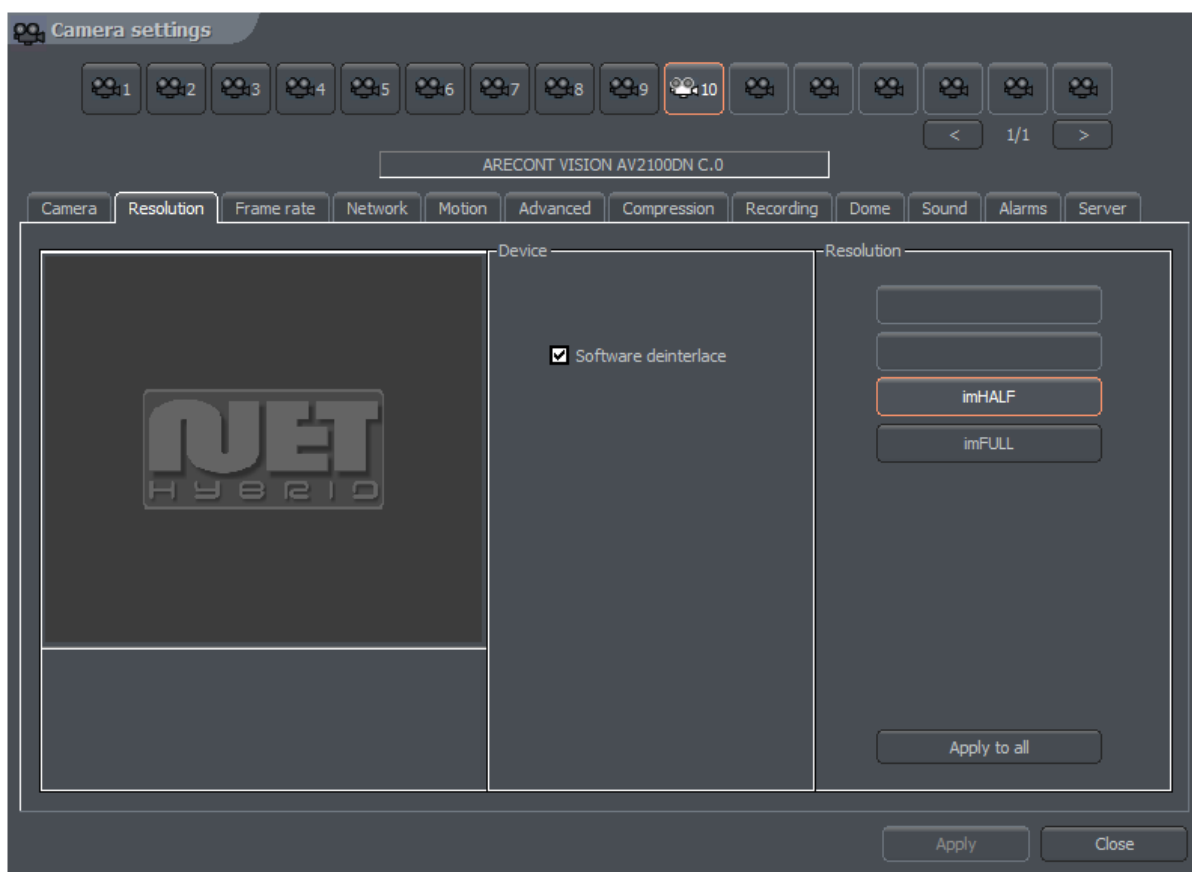 Camera settings
1 2 3 4 5 6 7 8 9 10
< 1/1 >
ARECONT VISION AV2100DN C.0
Camera Resolution Frame rate Network Motion Advanced Compression Recording Dome Sound Alarms Server
Device
Resolution
Software deinterlace
imHALF
imFULL
NET
HYBRID
Apply to all
Apply Close